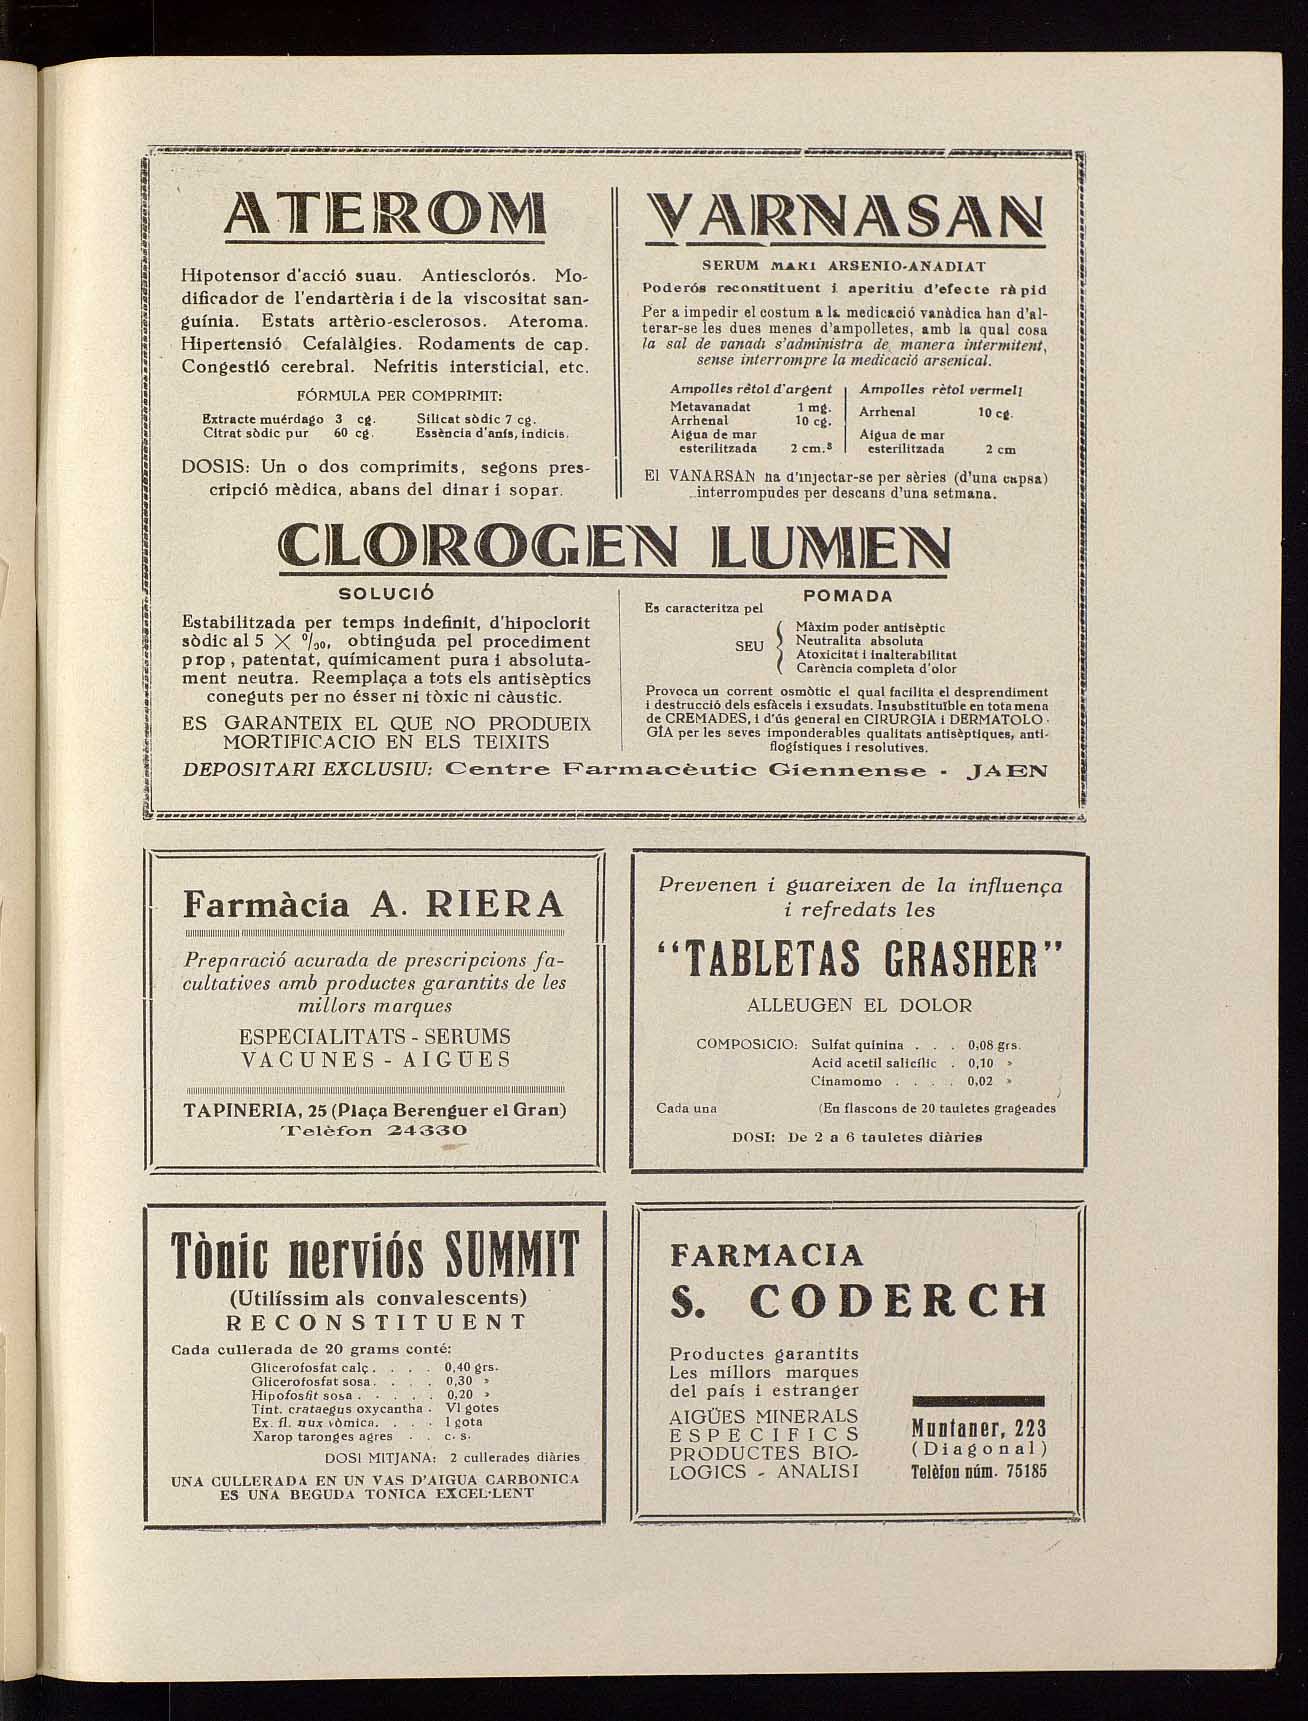 ATEROM
Hipotensor d'acció suau. Antiesclorós. Mo-
dificador de l'endartèria i de la viscositat san-
guínia. Estats artèrio-esclerosos. Ateroma.
Hipertensió Cefalàlgies. Rodaments de cap.
Congestió cerebral. Nefritis intersticial, etc.
FÓRMULA PER COMPRIMIT:
Extracte muérdago 3 cg. Silicat sòdic 7 cg.
Citrat sòdic pur 60 cg. Essència d'anís, indicis.
DOSIS: Un o dos comprimits, segons pres-
cripció mèdica, abans del dinar i sopar.
VARNASAN
SERUM MARI ARSENIO-ANADIAT
Poderós reconstituent i aperitiu d'efecte ràpid
Per a impedir el costum a la medicació vanàdica han d'al-
terar-se les dues menes d'ampolletes, amb la qual cosa
la sal de vanadi s'administra de manera intermitent,
sense interrompre la medicació arsenical.
Ampolles rètol d'argent
Metavanadat 1 mg.
Arrhenal 10 cg.
Aigua de mar
esterilitzada 2 cm.³
Ampolles rètol vermell
Arrhenal 10 cg.
Aigua de mar
esterilitzada 2 cm
El VANARSAN ha d'injectar-se per sèries (d'una capsa)
interrompudes per descans d'una setmana.
CLOROGEN LUMEN
SOLUCIÓ
Estabilitzada per temps indefinit, d'hipoclorit
sòdic al 5 X °/₀₀, obtinguda pel procediment
prop, patentat, químicament pura i absoluta-
ment neutra. Reemplaça a tots els antisèptics
coneguts per no ésser ni tòxic ni càustic.
ES GARANTEIX EL QUE NO PRODUEIX
MORTIFICACIO EN ELS TEIXITS
POMADA
Es caracteritza pel
SEU
Màxim poder antisèptic
Neutralita absoluta
Atoxicitat i inalterabilitat
Carència completa d'olor
Provoca un corrent osmòtic el qual facilita el desprendiment
i destrucció dels esfàcels i exsudats. Insubstituïble en tota mena
de CREMADES, i d'ús general en CIRURGIA i DERMATOLO-
GIA per les seves imponderables qualitats antisèptiques, anti-
flogístiques i resolutives.
DEPOSITARI EXCLUSIU: Centre Farmacèutic Giennense - JAEN
Farmàcia A. RIERA
Preparació acurada de prescripcions fa-
cultatives amb productes garantits de les
millors marques
ESPECIALITATS - SERUMS
VACUNES - AIGÜES
TAPINERIA, 25 (Plaça Berenguer el Gran)
Telèfon 24330
Prevenen i guareixen de la influença
i refredats les
"TABLETAS GRASHER"
ALLEUGEN EL DOLOR
COMPOSICIO: Sulfat quinina . . . 0,08 grs.
Acid acetil salicílic . 0,10 »
Cinamomo . . . . 0,02 »
Cada una (En flascons de 20 tauletes grageades
DOSI: De 2 a 6 tauletes diàries
Tònic nerviós SUMMIT
(Utilíssim als convalescents)
RECONSTITUENT
Cada cullerada de 20 grams conté:
Glicerofosfat calç . . . . 0,40 grs.
Glicerofosfat sosa . . . . 0,30 »
Hipofosfit sosa . . . . . 0,20 »
Tint. crataegus oxycantha . VI gotes
Ex. fl. nux vòmica . . . . I gota
Xarop taronges agres . . c. s.
DOSI MITJANA: 2 cullerades diàries
UNA CULLERADA EN UN VAS D'AIGUA CARBONICA
ES UNA BEGUDA TONICA EXCEL·LENT
FARMACIA
S. CODERCH
Productes garantits
Les millors marques
del país i estranger
AIGÜES MINERALS
ESPECIFICS
PRODUCTES BIO-
LOGICS - ANALISI
Muntaner, 223
(Diagonal)
Telèfon núm. 75185